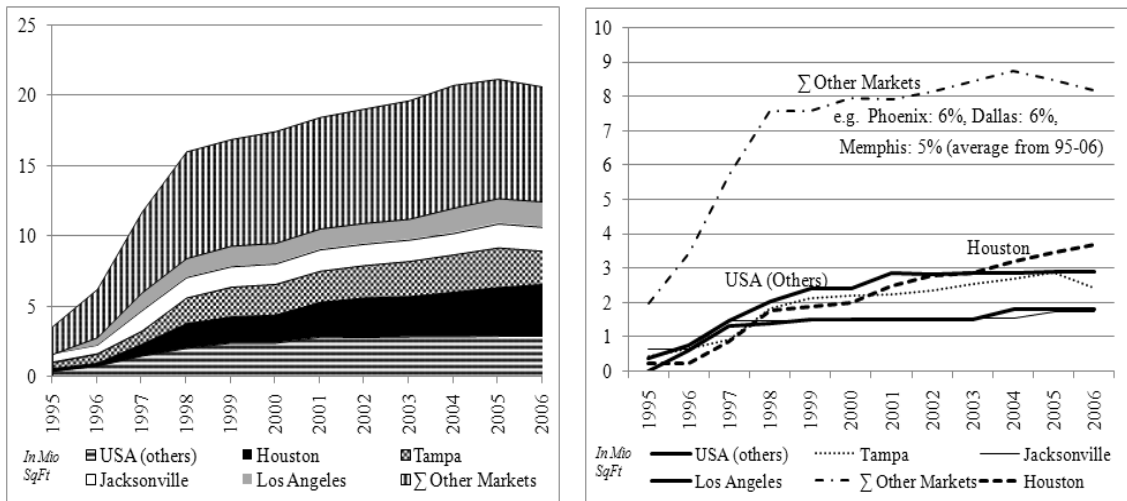 25
20
15
10
5
0
1995
1996
1997
1998
1999
2000
2001
2002
2003
2004
2005
2006
In Mio
SqFt
USA (others)
Houston
Tampa
Jacksonville
Los Angeles
∑ Other Markets
10
9
8
7
6
5
4
3
2
1
0
∑ Other Markets
e.g. Phoenix: 6%, Dallas: 6%,
Memphis: 5% (average from 95-06)
Houston
USA (Others)
1995
1996
1997
1998
1999
2000
2001
2002
2003
2004
2005
2006
In Mio
SqFt
USA (others)
Tampa
Jacksonville
Los Angeles
∑ Other Markets
Houston